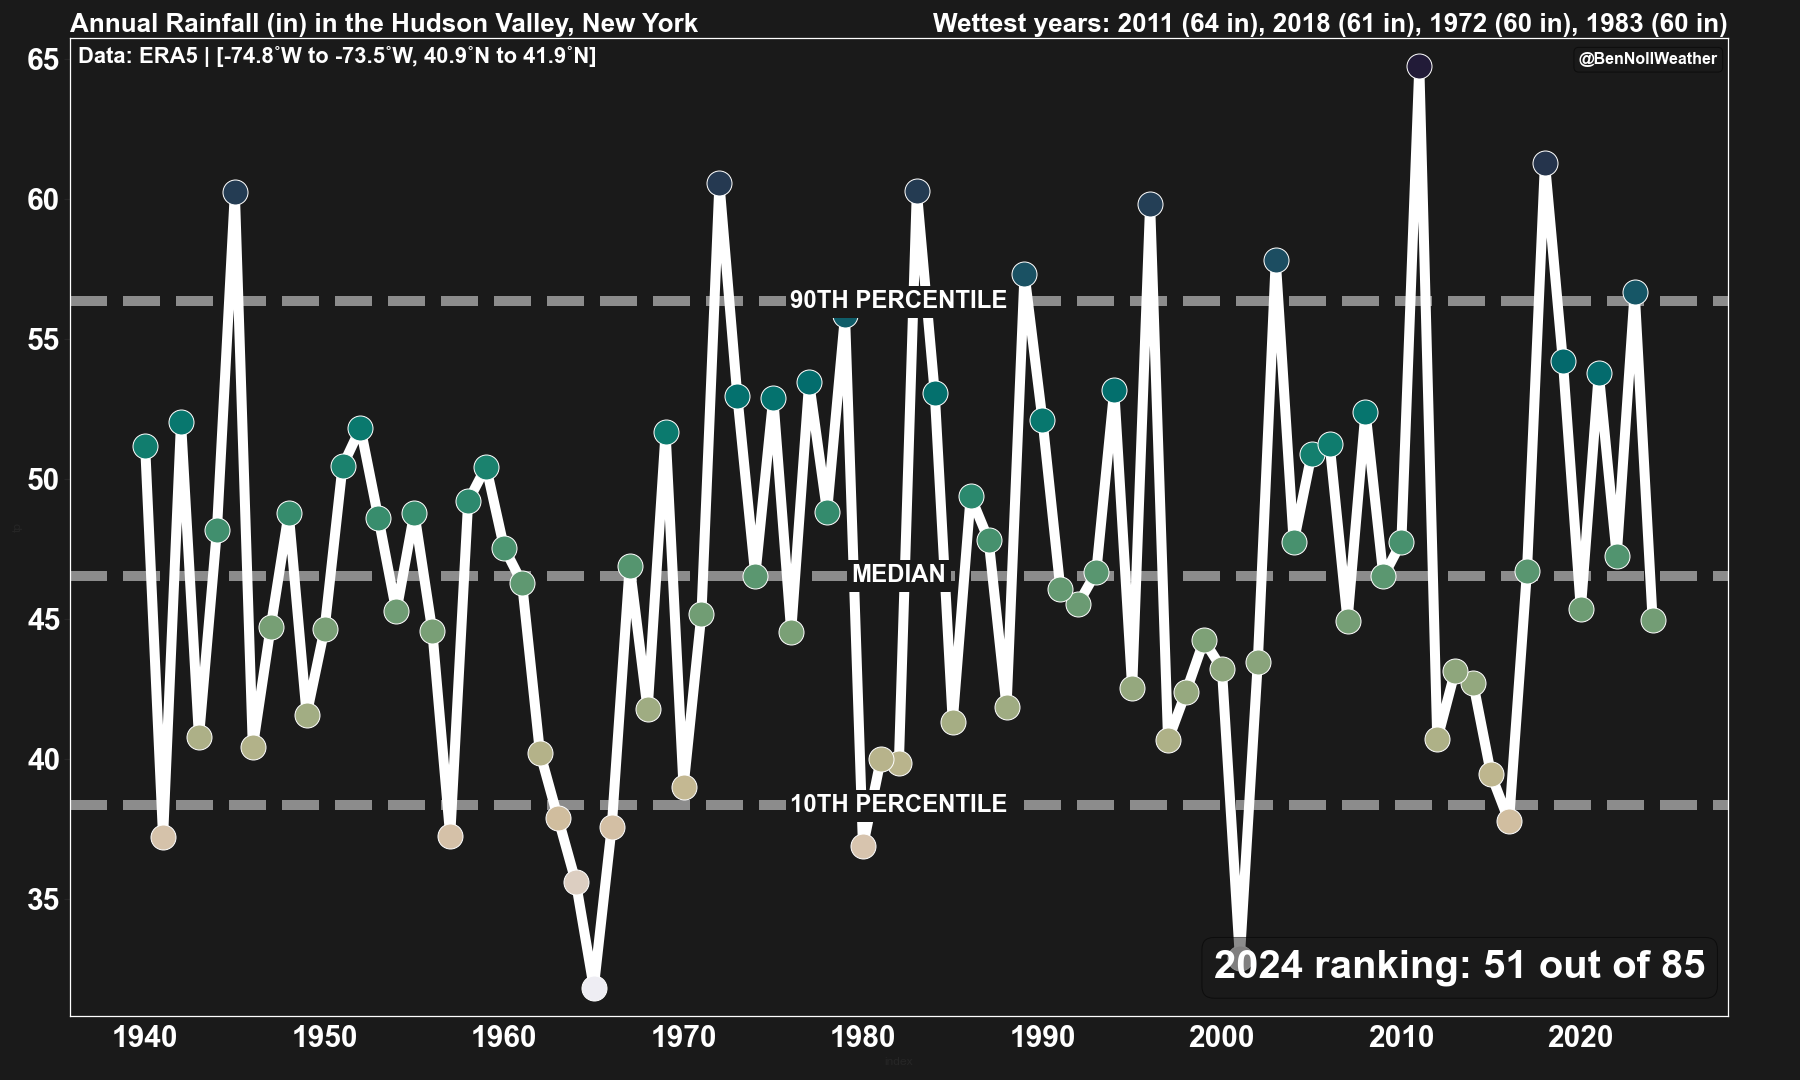 Annual Rainfall (in) in the Hudson Valley, New York
Wettest years: 2011 (64 in), 2018 (61 in), 1972 (60 in), 1983 (60 in)
Data: ERA5 | [-74.8°W to -73.5°W, 40.9°N to 41.9°N]
@BenNollWeather
65
60
90TH PERCENTILE
55
50
MEDIAN
45
40
10TH PERCENTILE
35
2024 ranking: 51 out of 85
1940 1950 1960 1970 1980 1990 2000 2010 2020
index